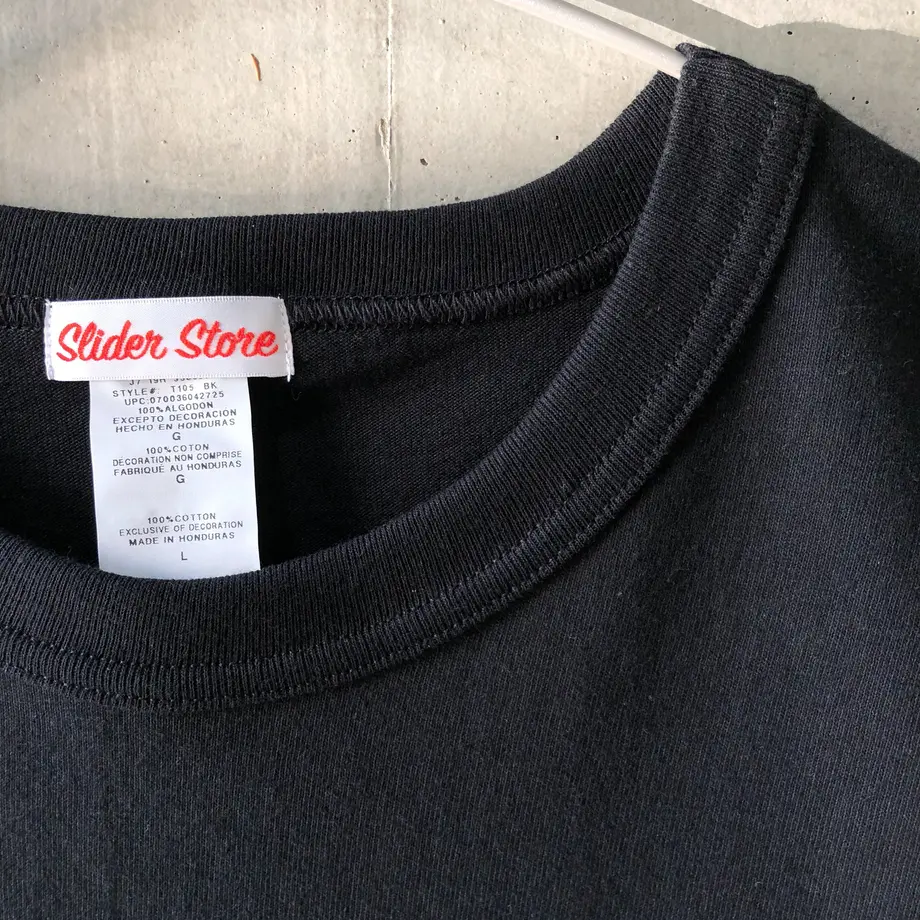 Slider Store
STYLE#: T105 BK
UPC:070036042725
100%ALGODON
EXCEPTO DECORACION
HECHO EN HONDURAS
G
100%COTON
DÉCORATION NON COMPRISE
FABRIQUÉ AU HONDURAS
G
100%COTTON
EXCLUSIVE OF DECORATION
MADE IN HONDURAS
L